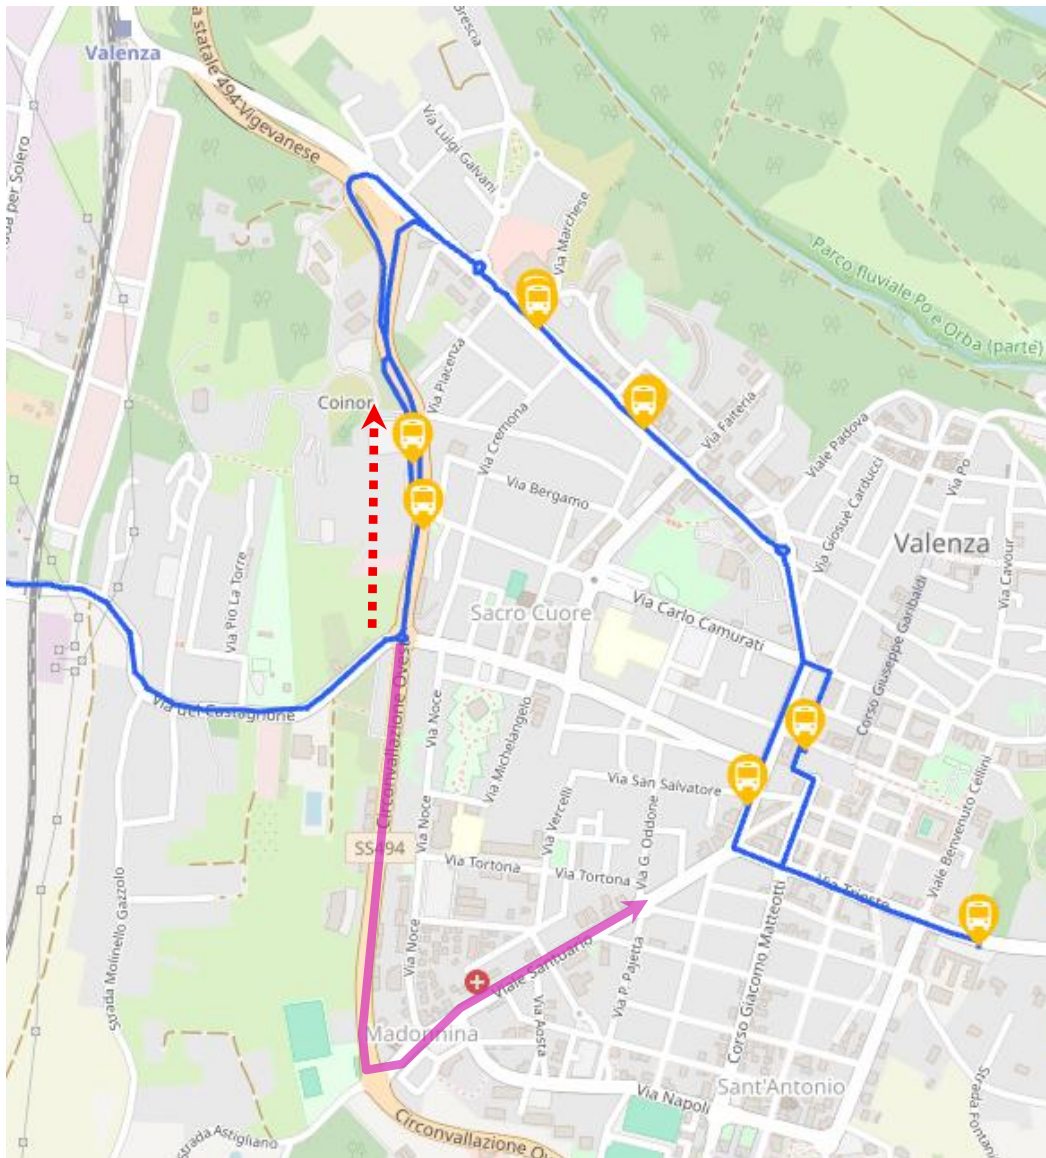 Valenza
statale 494 Vigevanese
Brescia
Via Luigi Galvani
Via Marchese
per Solero
Parco fluviale Po e Orba (parte)
Via Piacenza
Coinor
Via Cremona
Via Faiteria
Viale Padova
Via Po
Via Bergamo
Via Giosuè Carducci
Valenza
Via Cavour
Via Pio La Torre
Sacro Cuore
Via Carlo Camurati
Corso Giuseppe Garibaldi
Circonvallazione Ovest
Via del Castagnone
Via Noce
Via Michelangelo
Via San Salvatore
Via Vercelli
Via G. Oddone
Via Noce
SS494
Via Tortona
Via Tortona
Viale Benvenuto Cellini
Via Trieste
Strada Molinello Gazzolo
Via Noce
Viale Santuario
Via P. Pajetta
Corso Giacomo Matteotti
Madonnina
Via Aosta
Via Napoli
Sant'Antonio
Circonvallazione Ov
Strada Astigliano
Strada Fontan